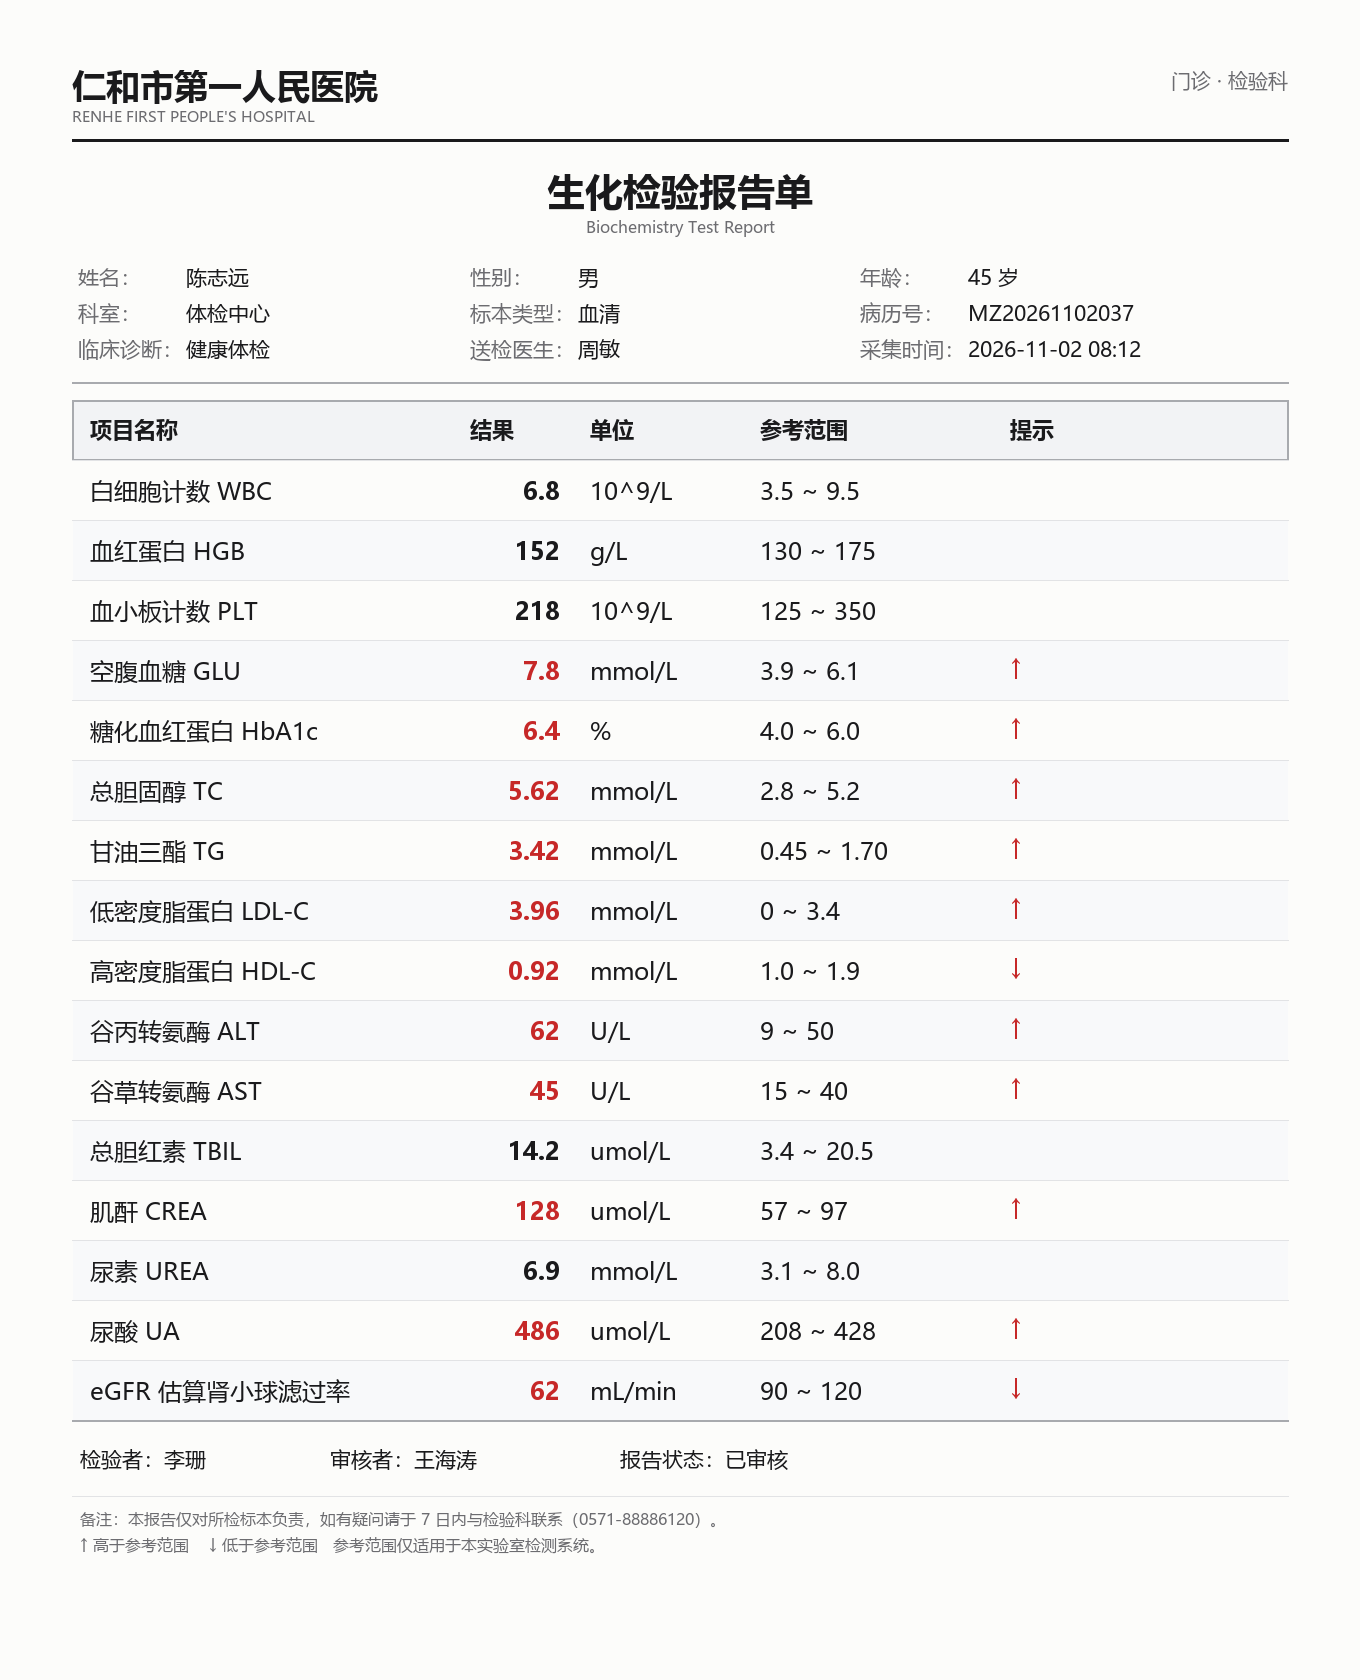 仁和市第一人民医院
门诊 · 检验科
RENHE FIRST PEOPLE'S HOSPITAL
生化检验报告单
Biochemistry Test Report
姓名： 陈志远 性别： 男 年龄： 45 岁
科室： 体检中心 标本类型： 血清 病历号： MZ20261102037
临床诊断： 健康体检 送检医生： 周敏 采集时间： 2026-11-02 08:12
项目名称 结果 单位 参考范围 提示
白细胞计数 WBC 6.8 10^9/L 3.5 ~ 9.5
血红蛋白 HGB 152 g/L 130 ~ 175
血小板计数 PLT 218 10^9/L 125 ~ 350
空腹血糖 GLU 7.8 mmol/L 3.9 ~ 6.1 ↑
糖化血红蛋白 HbA1c 6.4 % 4.0 ~ 6.0 ↑
总胆固醇 TC 5.62 mmol/L 2.8 ~ 5.2 ↑
甘油三酯 TG 3.42 mmol/L 0.45 ~ 1.70 ↑
低密度脂蛋白 LDL-C 3.96 mmol/L 0 ~ 3.4 ↑
高密度脂蛋白 HDL-C 0.92 mmol/L 1.0 ~ 1.9 ↓
谷丙转氨酶 ALT 62 U/L 9 ~ 50 ↑
谷草转氨酶 AST 45 U/L 15 ~ 40 ↑
总胆红素 TBIL 14.2 umol/L 3.4 ~ 20.5
肌酐 CREA 128 umol/L 57 ~ 97 ↑
尿素 UREA 6.9 mmol/L 3.1 ~ 8.0
尿酸 UA 486 umol/L 208 ~ 428 ↑
eGFR 估算肾小球滤过率 62 mL/min 90 ~ 120 ↓
检验者：李珊 审核者：王海涛 报告状态：已审核
备注：本报告仅对所检标本负责，如有疑问请于 7 日内与检验科联系（0571-88886120）。
↑ 高于参考范围 ↓ 低于参考范围 参考范围仅适用于本实验室检测系统。